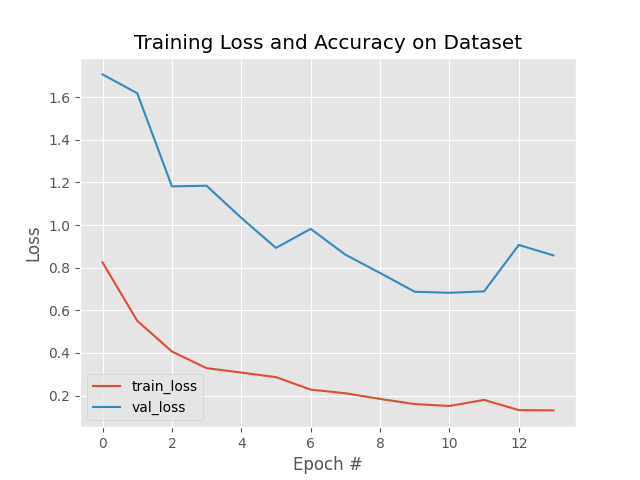 Training Loss and Accuracy on Dataset
Loss
1.6
1.4
1.2
1.0
0.8
0.6
0.4
0.2
train_loss
val_loss
0 2 4 6 8 10 12
Epoch #